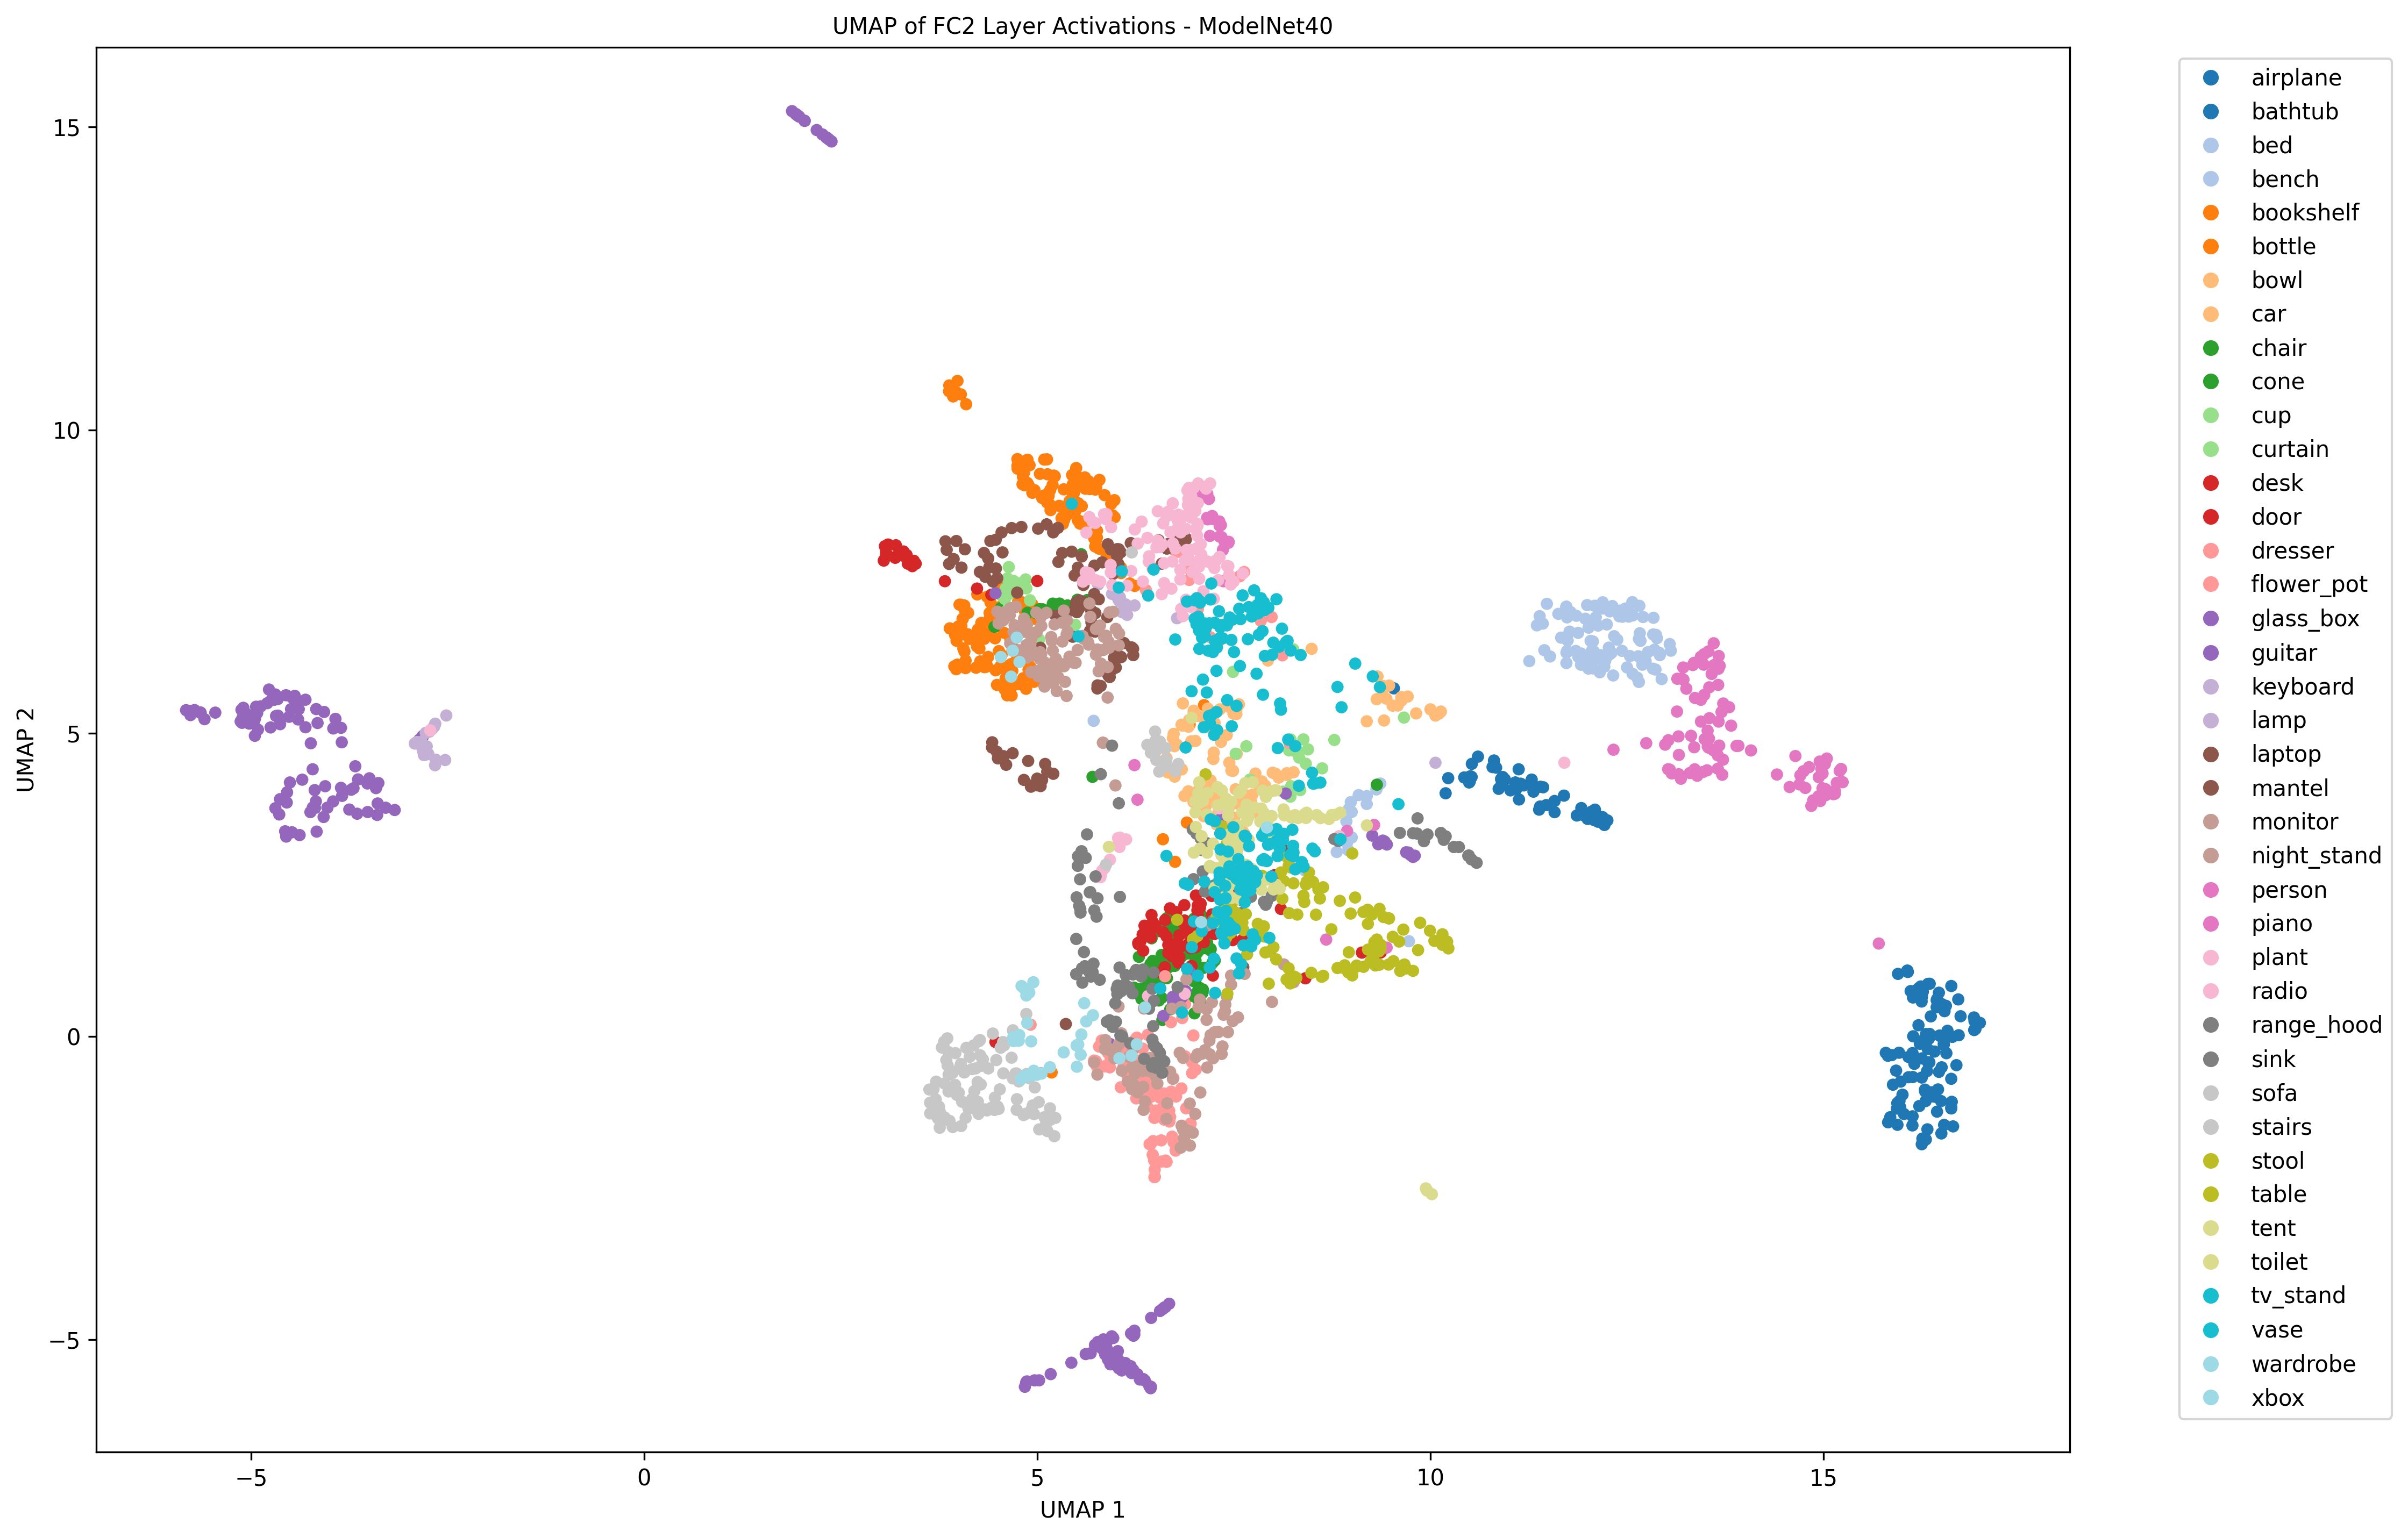 UMAP of FC2 Layer Activations - ModelNet40
15
10
5
0
−5
UMAP 2
−5
0
5
10
15
UMAP 1
airplane
bathtub
bed
bench
bookshelf
bottle
bowl
car
chair
cone
cup
curtain
desk
door
dresser
flower_pot
glass_box
guitar
keyboard
lamp
laptop
mantel
monitor
night_stand
person
piano
plant
radio
range_hood
sink
sofa
stairs
stool
table
tent
toilet
tv_stand
vase
wardrobe
xbox